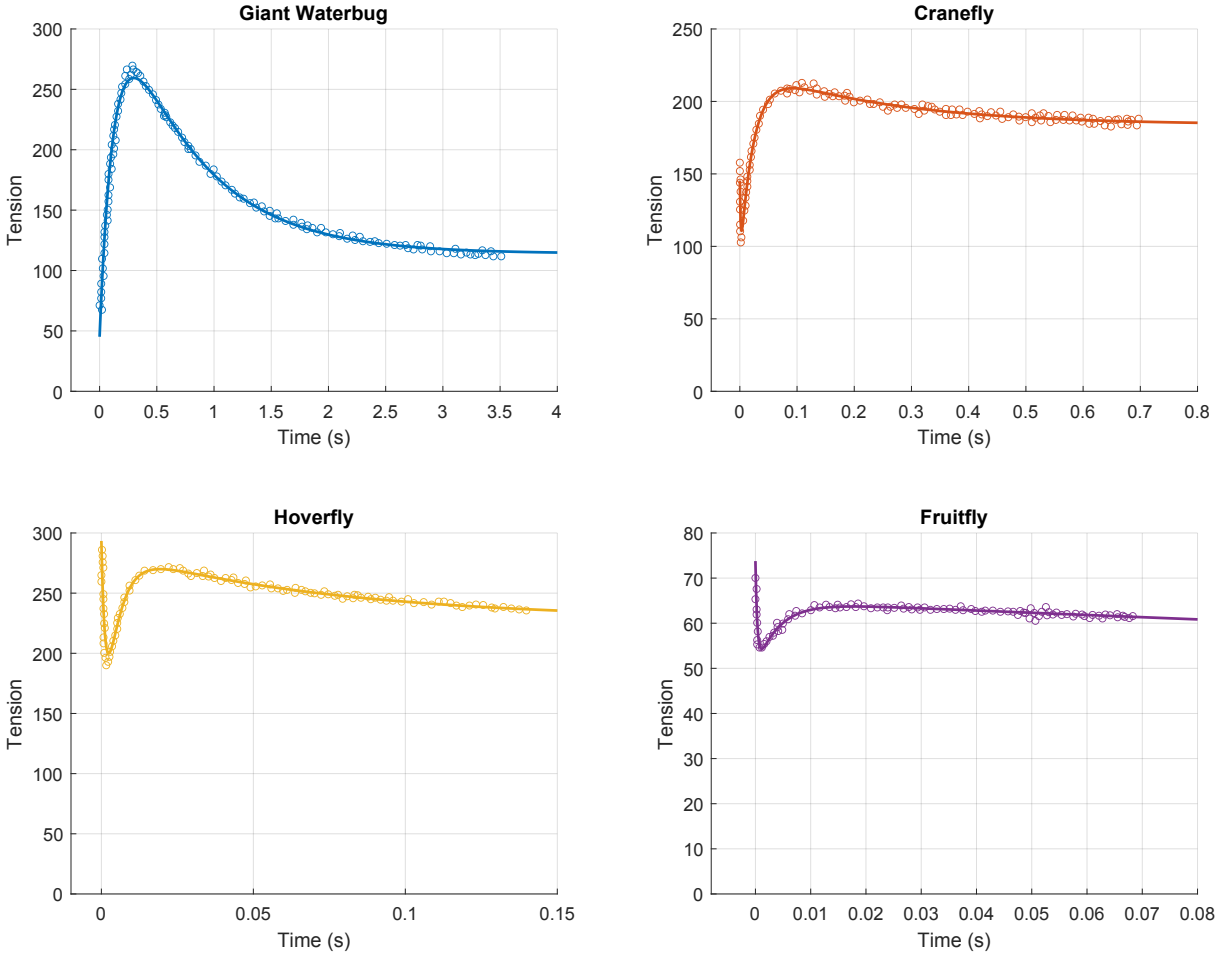 Giant Waterbug
300
250
200
150
100
50
0
Tension
0 0.5 1 1.5 2 2.5 3 3.5 4
Time (s)
Cranefly
250
200
150
100
50
0
Tension
0 0.1 0.2 0.3 0.4 0.5 0.6 0.7 0.8
Time (s)
Hoverfly
300
250
200
150
100
50
0
Tension
0 0.05 0.1 0.15
Time (s)
Fruitfly
80
70
60
50
40
30
20
10
0
Tension
0 0.01 0.02 0.03 0.04 0.05 0.06 0.07 0.08
Time (s)